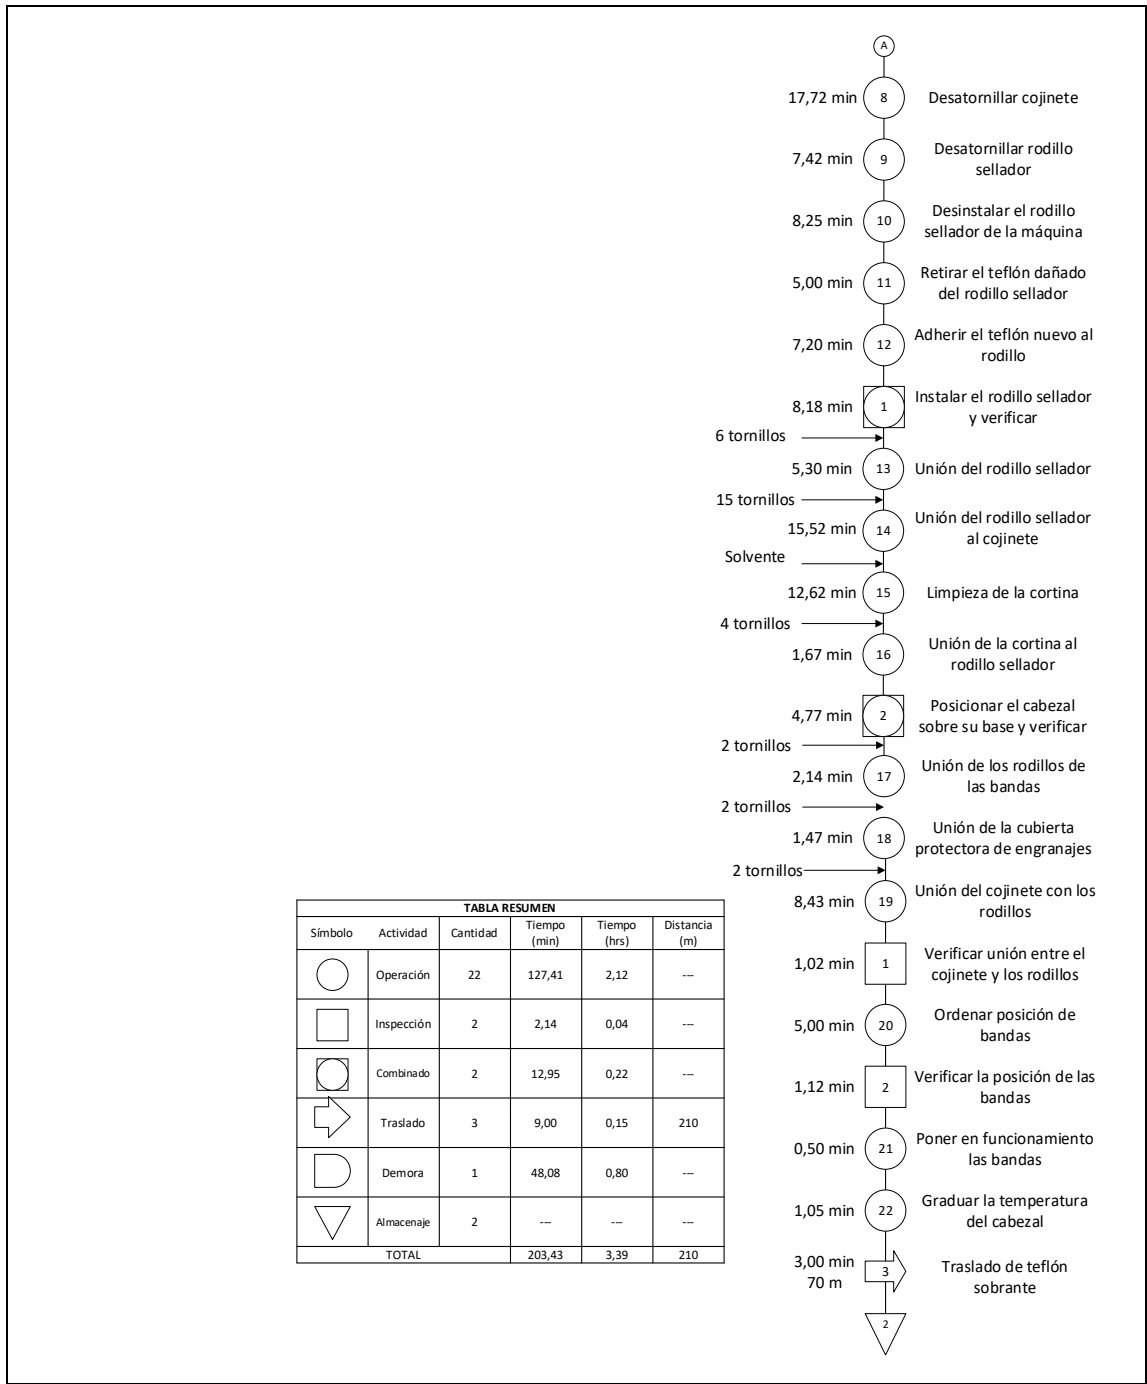 A
17,72 min 8 Desatornillar cojinete
7,42 min 9 Desatornillar rodillo
sellador
8,25 min 10 Desinstalar el rodillo
sellador de la máquina
5,00 min 11 Retirar el teflón dañado
del rodillo sellador
7,20 min 12 Adherir el teflón nuevo al
rodillo
8,18 min 1 Instalar el rodillo sellador
y verificar
6 tornillos
5,30 min 13 Unión del rodillo sellador
15 tornillos
15,52 min 14 Unión del rodillo sellador
al cojinete
Solvente
12,62 min 15 Limpieza de la cortina
4 tornillos
1,67 min 16 Unión de la cortina al
rodillo sellador
4,77 min 2 Posicionar el cabezal
sobre su base y verificar
2 tornillos
2,14 min 17 Unión de los rodillos de
las bandas
2 tornillos
1,47 min 18 Unión de la cubierta
protectora de engranajes
2 tornillos
8,43 min 19 Unión del cojinete con los
rodillos
1,02 min 1 Verificar unión entre el
cojinete y los rodillos
5,00 min 20 Ordenar posición de
bandas
1,12 min 2 Verificar la posición de las
bandas
0,50 min 21 Poner en funcionamiento
las bandas
1,05 min 22 Graduar la temperatura
del cabezal
3,00 min
70 m
3 Traslado de teflón
sobrante
2
TABLA RESUMEN
Símbolo Actividad Cantidad Tiempo (min) Tiempo (hrs) Distancia (m)
Operación 22 127,41 2,12 ---
Inspección 2 2,14 0,04 ---
Combinado 2 12,95 0,22 ---
Traslado 3 9,00 0,15 210
Demora 1 48,08 0,80 ---
Almacenaje 2 --- --- ---
TOTAL 203,43 3,39 210